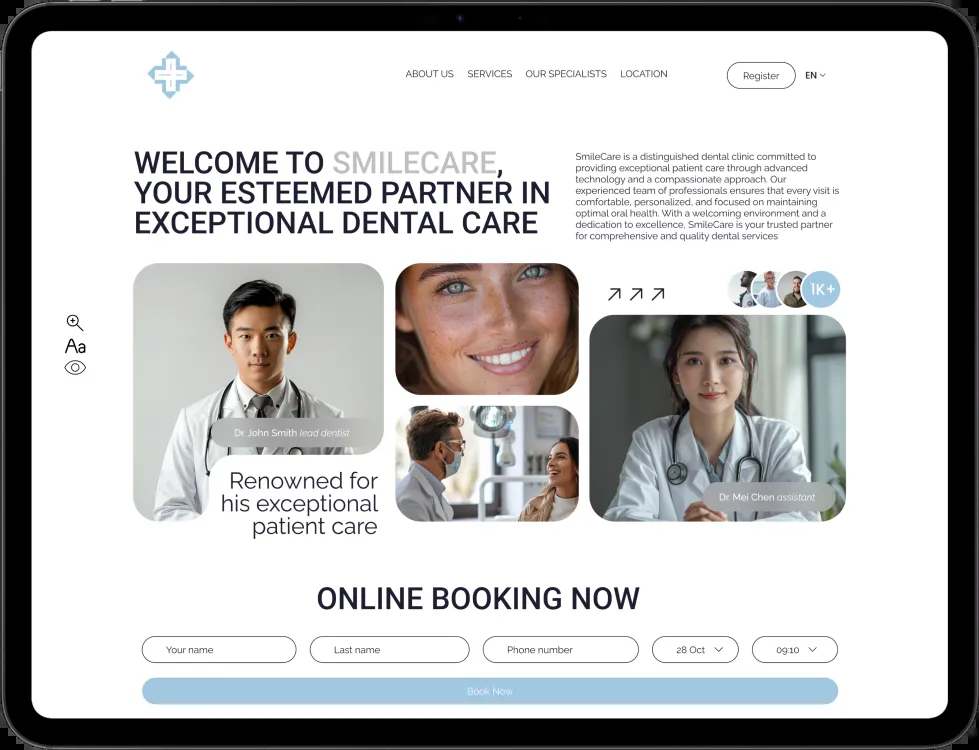 ABOUT US SERVICES OUR SPECIALISTS LOCATION
Register
EN
WELCOME TO SMILECARE,
YOUR ESTEEMED PARTNER IN
EXCEPTIONAL DENTAL CARE
SmileCare is a distinguished dental clinic committed to
providing exceptional patient care through advanced
technology and a compassionate approach. Our
experienced team of professionals ensures that every visit is
comfortable, personalized, and focused on maintaining
optimal oral health. With a welcoming environment and a
dedication to excellence, SmileCare is your trusted partner
for comprehensive and quality dental services
1K+
Aa
Dr. John Smith lead dentist
Renowned for
his exceptional
patient care
Dr. Mei Chen assistant
ONLINE BOOKING NOW
Your name
Last name
Phone number
28 Oct
09:10
Book Now